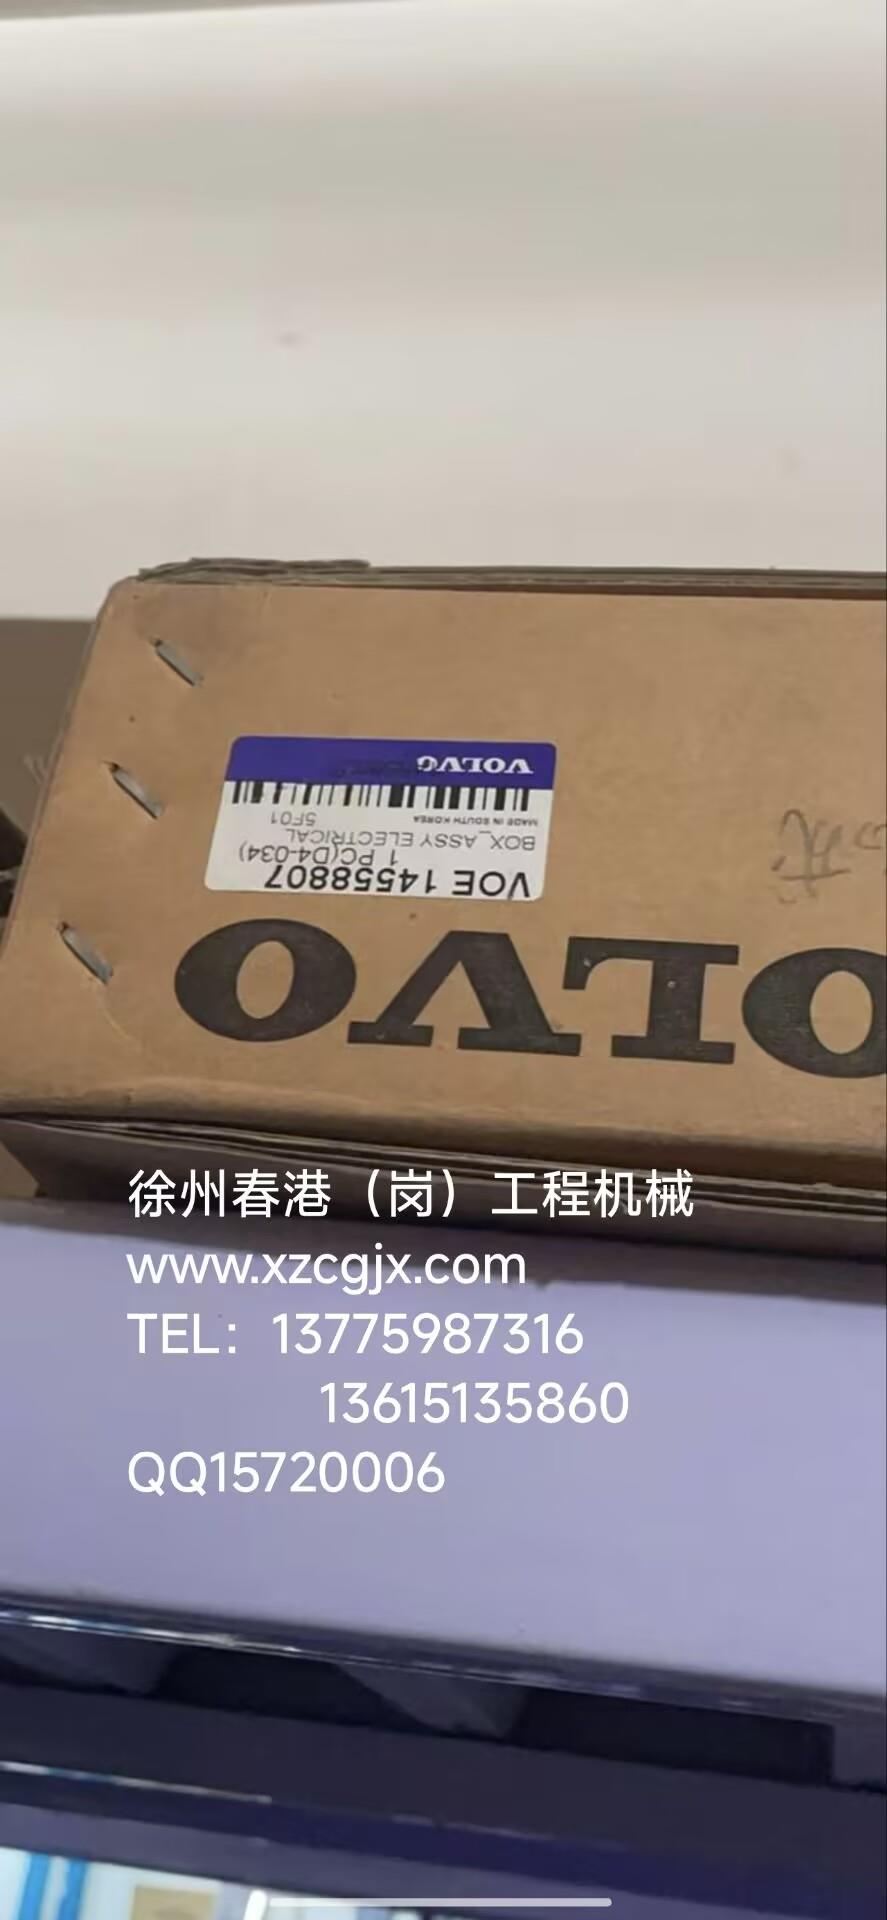 VOLVO
MADE IN SOUTH KOREA 5F01
BOX_ASSY ELECTRICAL
1 PC(D4-034)
VOE 14558807
OLVO
徐州春港（岗）工程机械
www.xzcgjx.com
TEL：13775987316
13615135860
QQ15720006